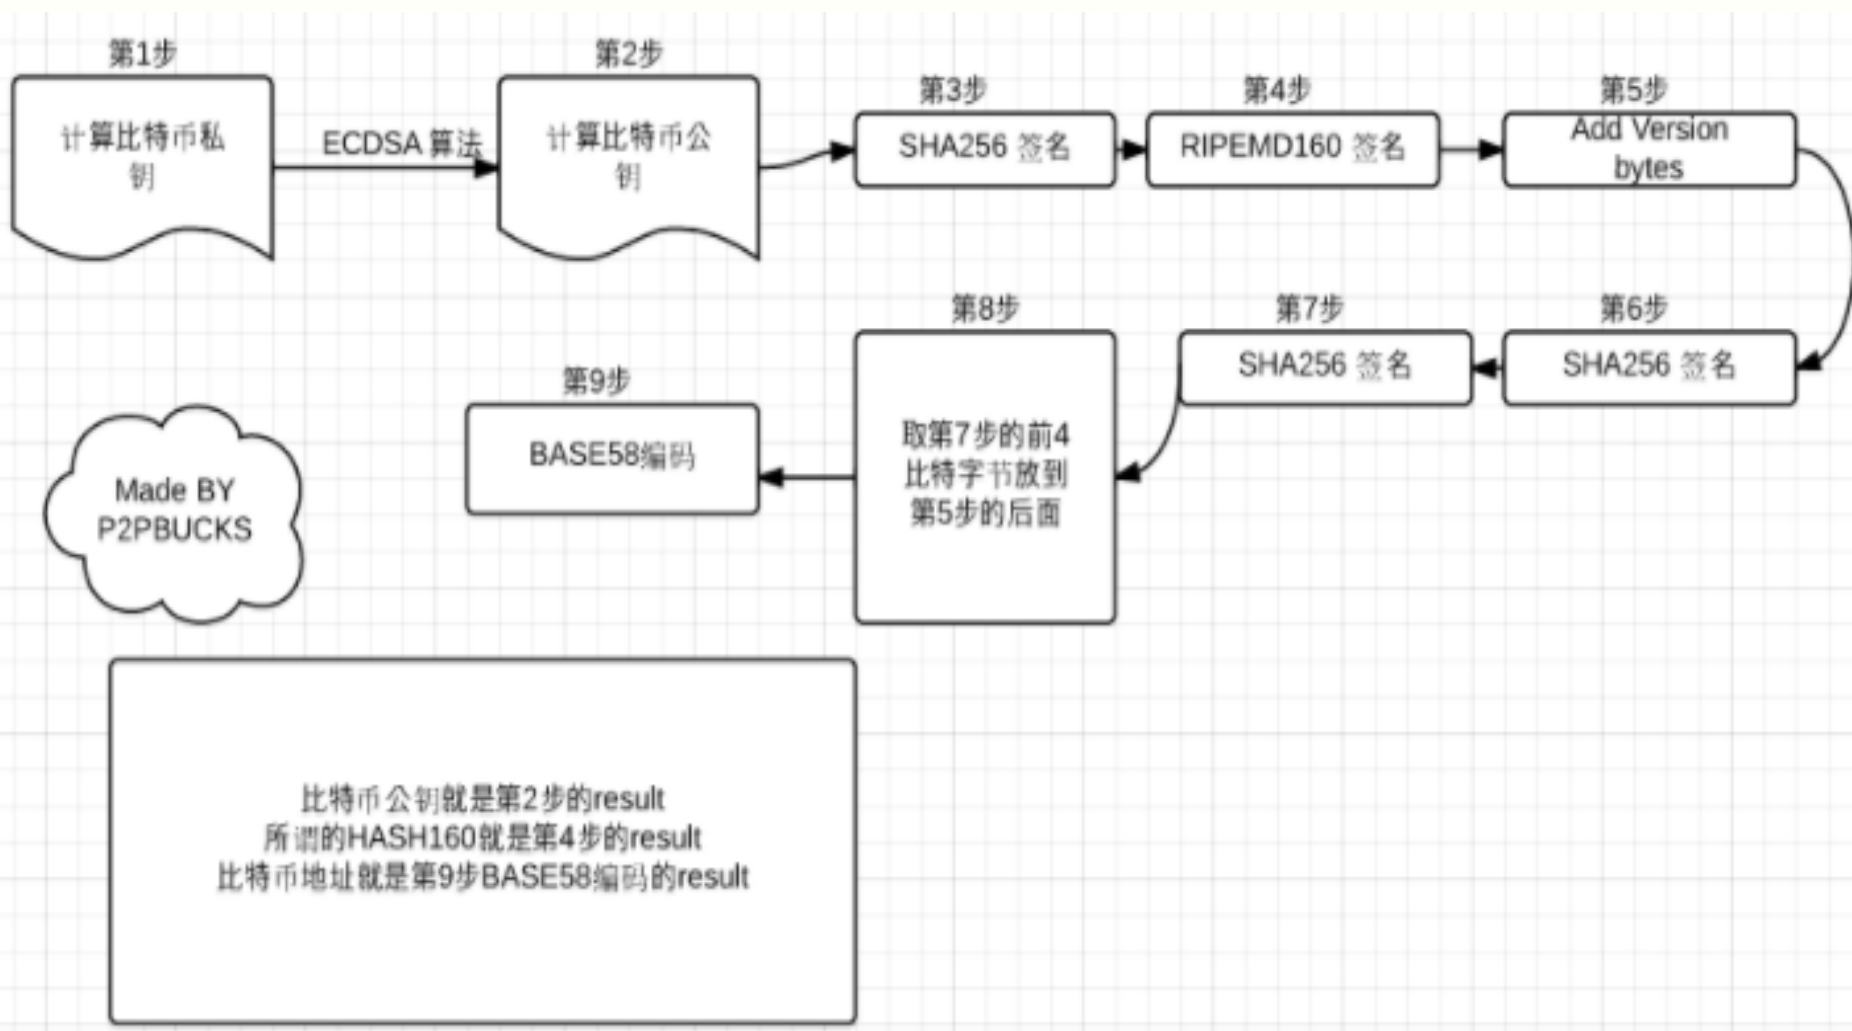 第1步
计算比特币私
钥
ECDSA 算法
第2步
计算比特币公
钥
第3步
SHA256 签名
第4步
RIPEMD160 签名
第5步
Add Version
bytes
第6步
SHA256 签名
第7步
SHA256 签名
第8步
取第7步的前4
比特字节放到
第5步的后面
第9步
BASE58编码
Made BY
P2PBUCKS
比特币公钥就是第2步的result
所谓的HASH160就是第4步的result
比特币地址就是第9步BASE58编码的result